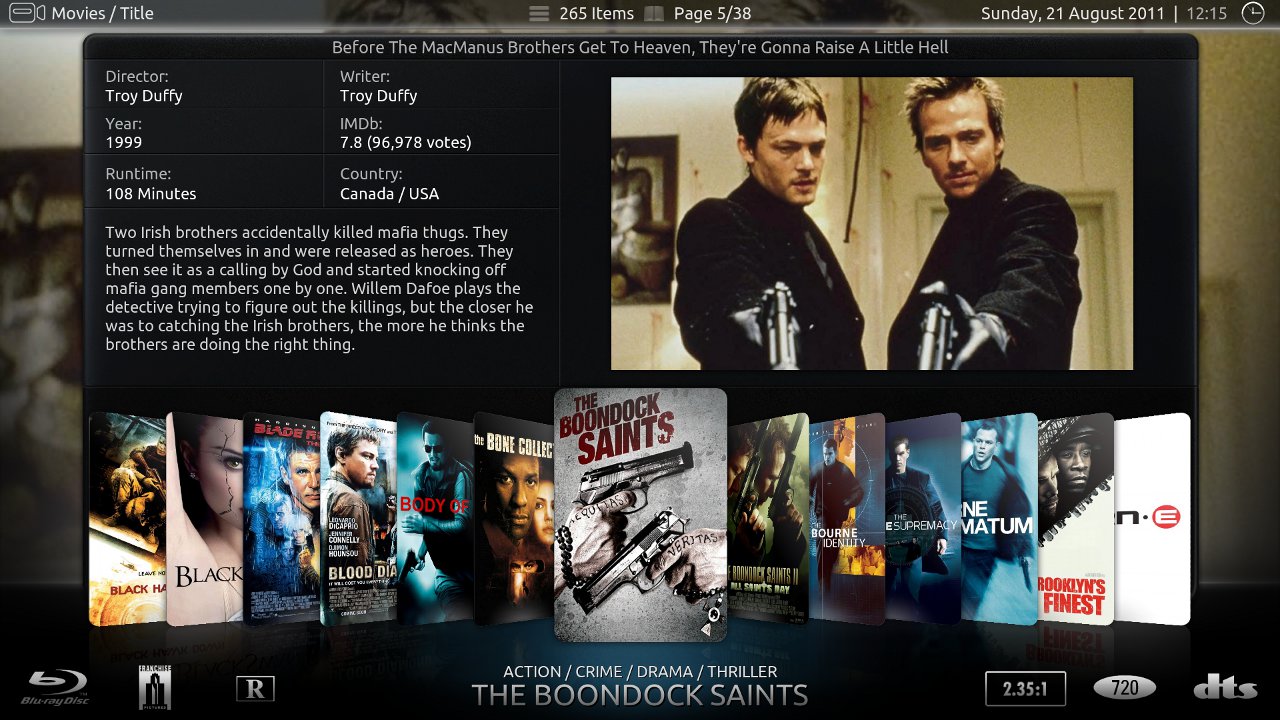 Movies / Title
265 Items
Page 5/38
Sunday, 21 August 2011 | 12:15
Before The MacManus Brothers Get To Heaven, They're Gonna Raise A Little Hell
Director:
Troy Duffy
Writer:
Troy Duffy
Year:
1999
IMDb:
7.8 (96,978 votes)
Runtime:
108 Minutes
Country:
Canada / USA
Two Irish brothers accidentally killed mafia thugs. They
turned themselves in and were released as heroes. They
then see it as a calling by God and started knocking off
mafia gang members one by one. Willem Dafoe plays the
detective trying to figure out the killings, but the closer he
was to catching the Irish brothers, the more he thinks the
brothers are doing the right thing.
LEAVE NO
BLACK HA
BLACK
BLADE R
LEONARDO
DiCAPRIO
JENNIFER
CONNELLY
DJIMON
HOUNSOU
BLOOD DIA
BODY OF
the BONE COLLEC
THE
BOONDOCK
SAINTS
AEQUITAS
VERITAS
THE BOONDOCK SAINTS II
ALL SAINTS DAY
THE
BOURNE
IDENTITY
THE
E SUPREMACY
NE
MATUM
ROOKLYN'S
FINEST
n·E
Blu-ray Disc
FRANCHISE
PICTURES
R
ACTION / CRIME / DRAMA / THRILLER
THE BOONDOCK SAINTS
2.35:1
720
dts